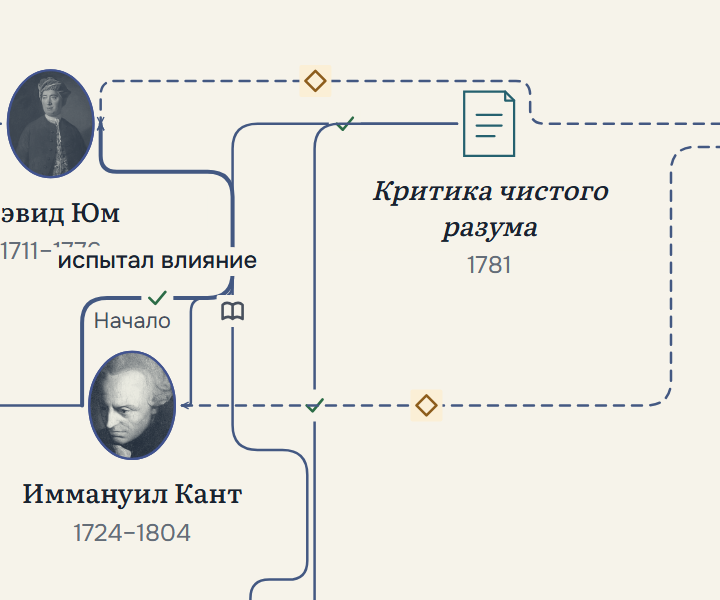 эвид Юм
1711–1776
испытал влияние
Начало
Иммануил Кант
1724–1804
Критика чистого
разума
1781